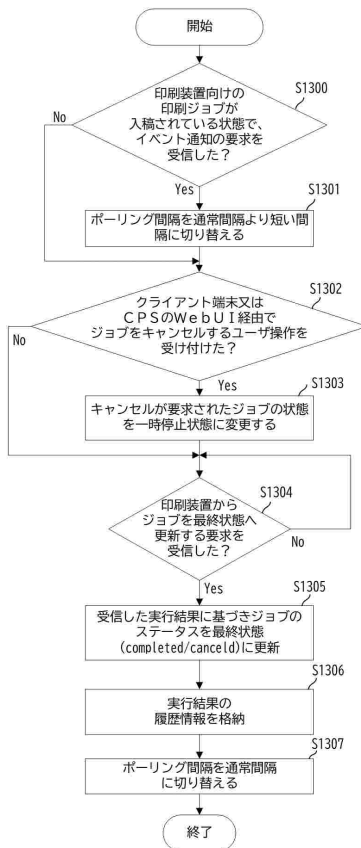 開始
S1300
印刷装置向けの
印刷ジョブが
入稿されている状態で、
イベント通知の要求を
受信した？
No
Yes
S1301
ポーリング間隔を通常間隔より短い間
隔に切り替える
S1302
クライアント端末又は
ＣＰＳのＷｅｂＵＩ経由で
ジョブをキャンセルするユーザ操作を
受け付けた？
No
Yes
S1303
キャンセルが要求されたジョブの状態
を一時停止状態に変更する
S1304
印刷装置から
ジョブを最終状態へ
更新する要求を
受信した？
No
Yes
S1305
受信した実行結果に基づきジョブの
ステータスを最終状態
(completed/canceld)に更新
S1306
実行結果の
履歴情報を格納
S1307
ポーリング間隔を通常間隔
に切り替える
終了